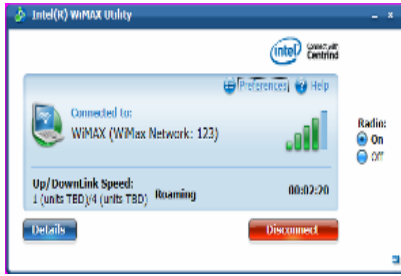 Intel(R) WiMAX Utility
intel Connect with Centrino
Preferences Help
Connected to:
WiMAX (WiMax Network: 123)
Radio:
On
Off
Up/DownLink Speed:
1 (units TBD)/4 (units TBD) Roaming 00:02:20
Details Disconnect